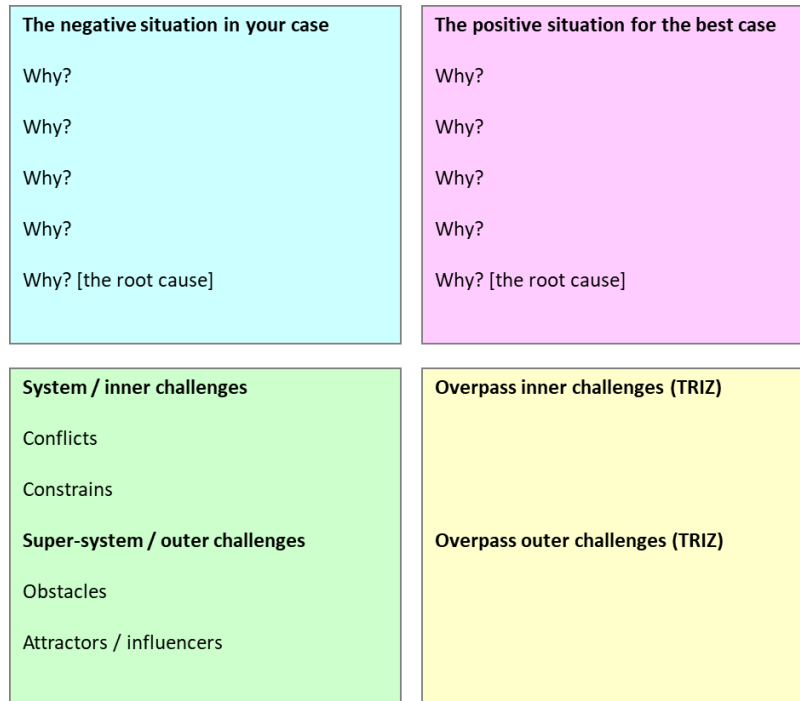 The negative situation in your case
Why?
Why?
Why?
Why?
Why? [the root cause]
The positive situation for the best case
Why?
Why?
Why?
Why?
Why? [the root cause]
System / inner challenges
Conflicts
Constrains
Super-system / outer challenges
Obstacles
Attractors / influencers
Overpass inner challenges (TRIZ)
Overpass outer challenges (TRIZ)